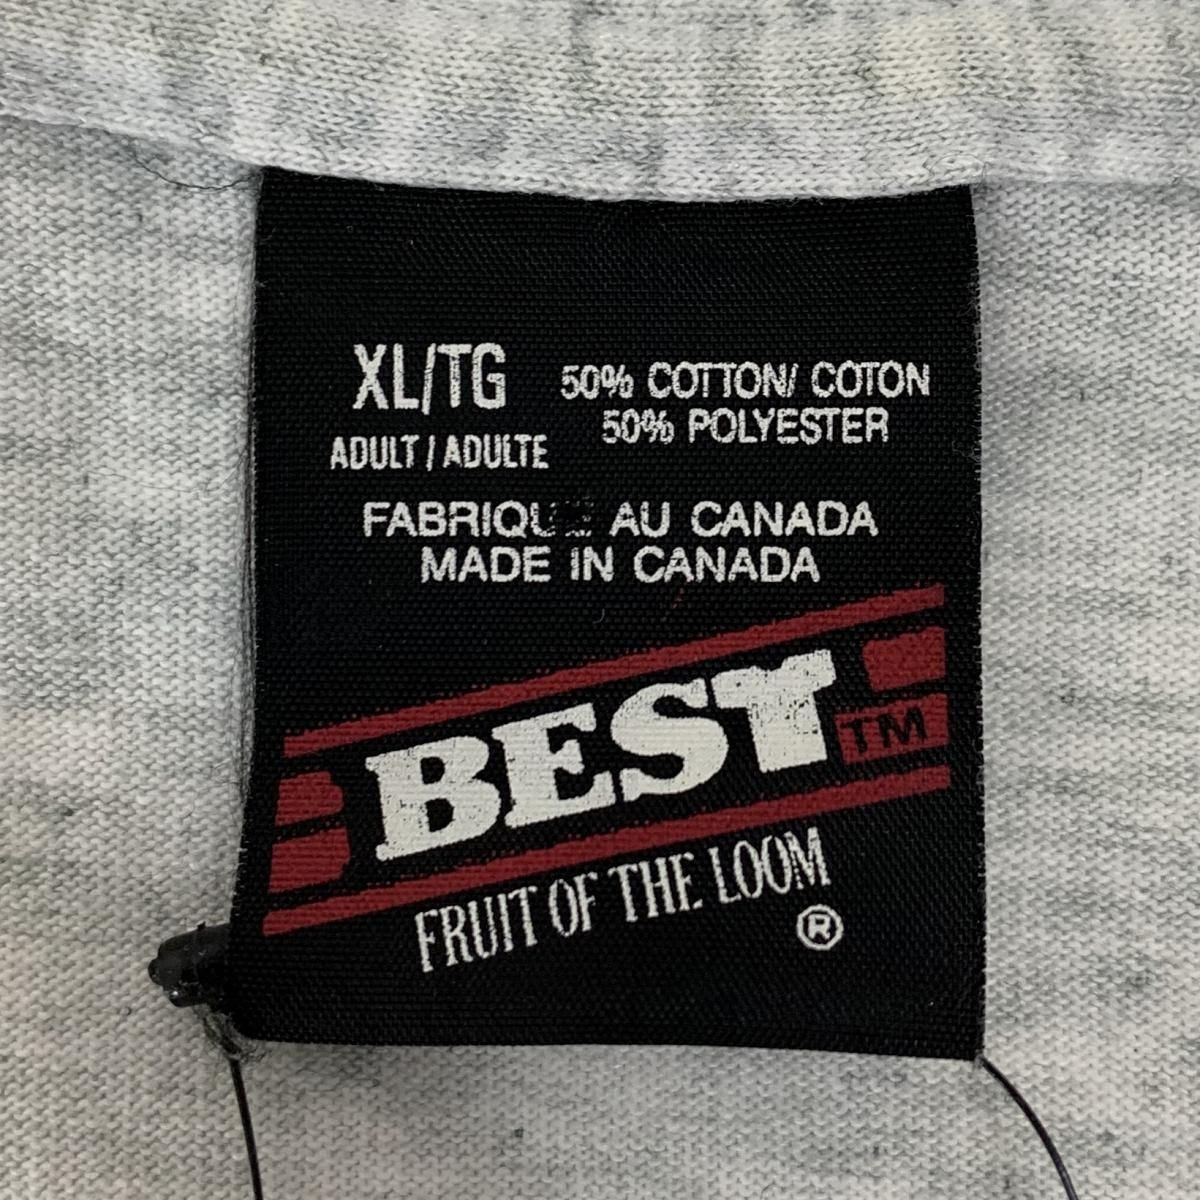 XL/TG
ADULT / ADULTE
50% COTTON/ COTON
50% POLYESTER
FABRIQUE AU CANADA
MADE IN CANADA
BEST TM
FRUIT OF THE LOOM
®